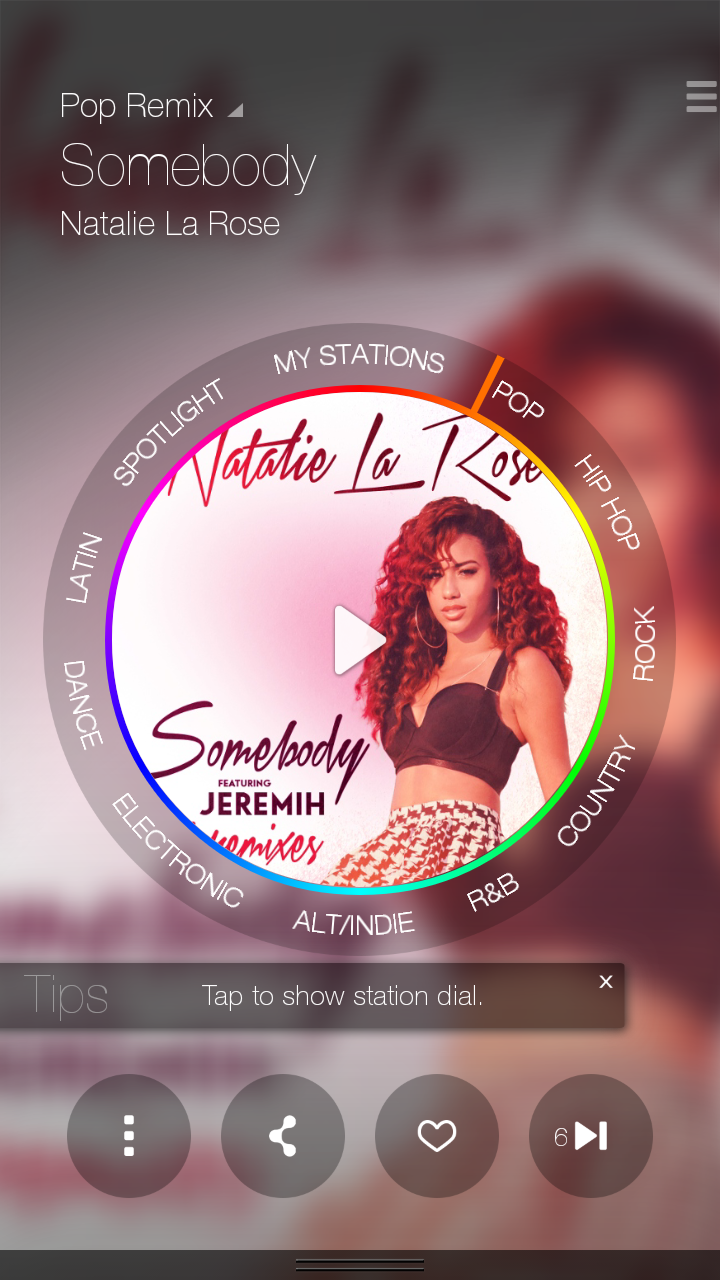 Pop Remix
Somebody
Natalie La Rose
MY STATIONS
POP
HIP HOP
ROCK
COUNTRY
R&B
ALT/INDIE
ELECTRONIC
DANCE
LATIN
SPOTLIGHT
Natalie La Rose
Somebody
FEATURING
JEREMIH
remixes
Tips
Tap to show station dial.
x
6